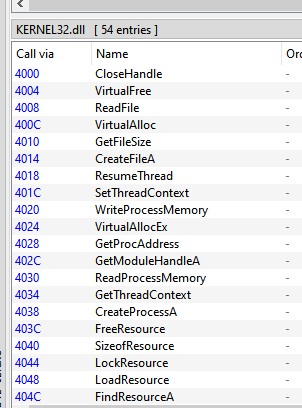 KERNEL32.dll [ 54 entries ]
Call via Name Or
4000 CloseHandle -
4004 VirtualFree -
4008 ReadFile -
400C VirtualAlloc -
4010 GetFileSize -
4014 CreateFileA -
4018 ResumeThread -
401C SetThreadContext -
4020 WriteProcessMemory -
4024 VirtualAllocEx -
4028 GetProcAddress -
402C GetModuleHandleA -
4030 ReadProcessMemory -
4034 GetThreadContext -
4038 CreateProcessA -
403C FreeResource -
4040 SizeofResource -
4044 LockResource -
4048 LoadResource -
404C FindResourceA -